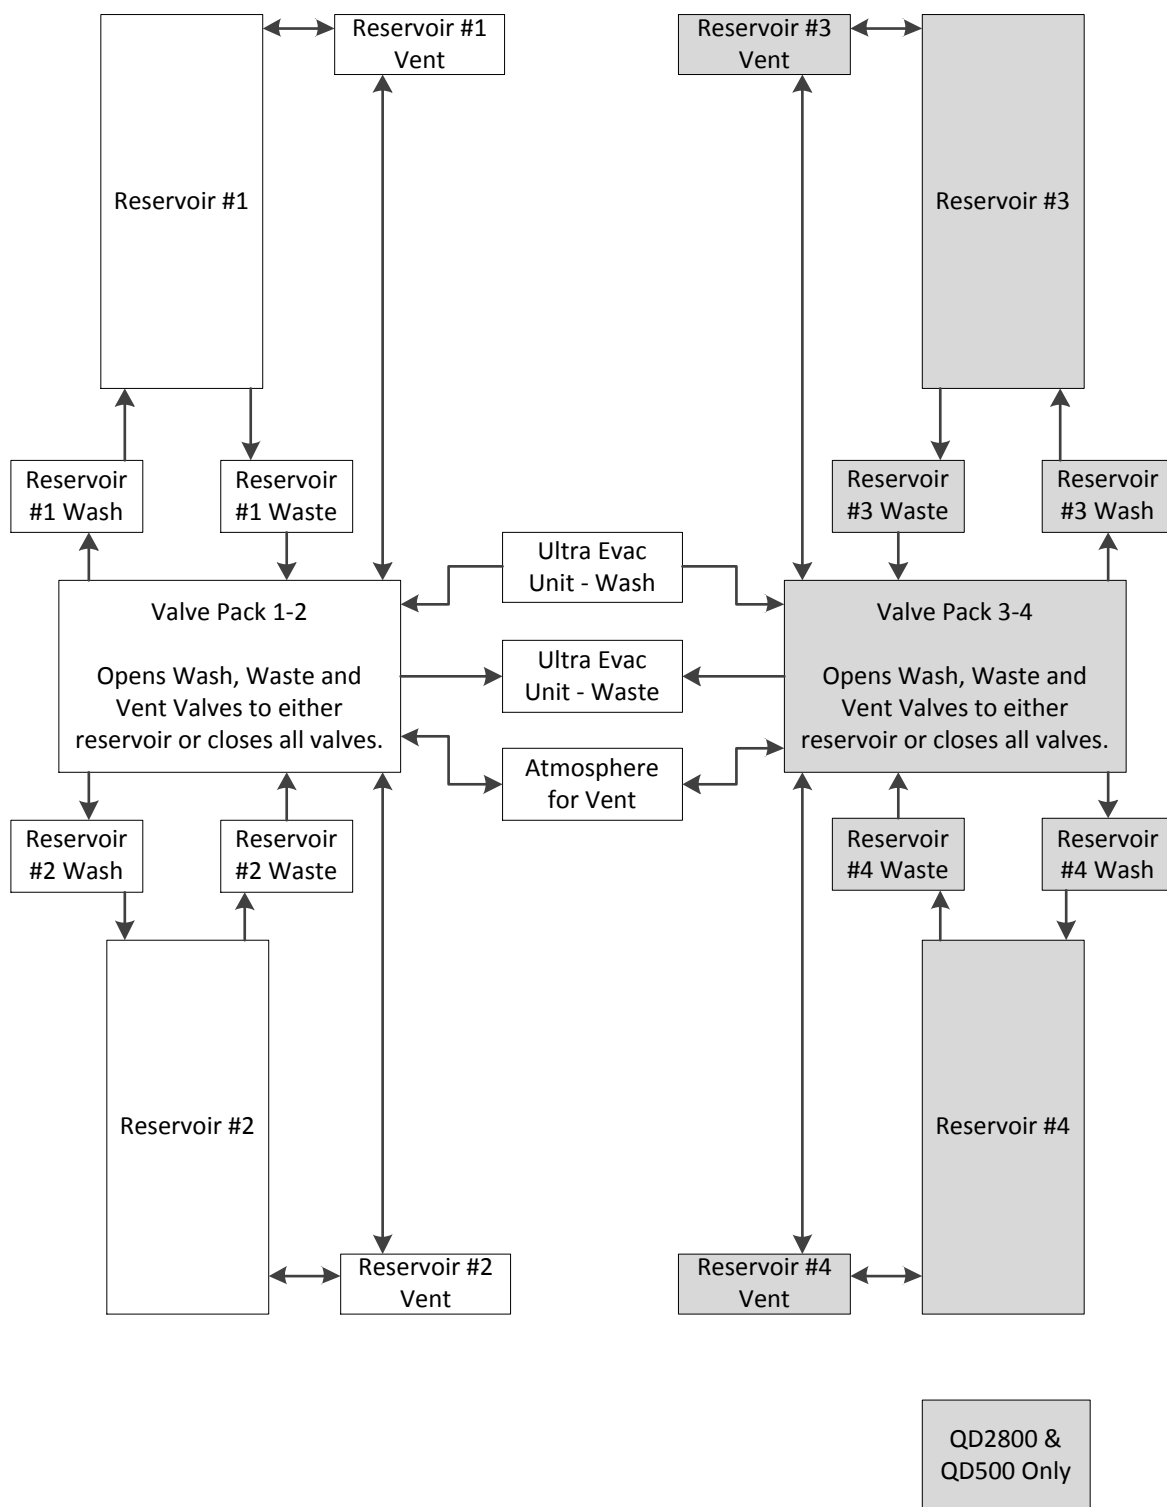 Reservoir #1
Vent
Reservoir #3
Vent
Reservoir #1
Reservoir #3
Reservoir
#1 Wash
Reservoir
#1 Waste
Reservoir
#3 Waste
Reservoir
#3 Wash
Ultra Evac
Unit - Wash
Valve Pack 1-2
Opens Wash, Waste and
Vent Valves to either
reservoir or closes all valves.
Ultra Evac
Unit - Waste
Valve Pack 3-4
Opens Wash, Waste and
Vent Valves to either
reservoir or closes all valves.
Atmosphere
for Vent
Reservoir
#2 Wash
Reservoir
#2 Waste
Reservoir
#4 Waste
Reservoir
#4 Wash
Reservoir #2
Reservoir #4
Reservoir #2
Vent
Reservoir #4
Vent
QD2800 &
QD500 Only